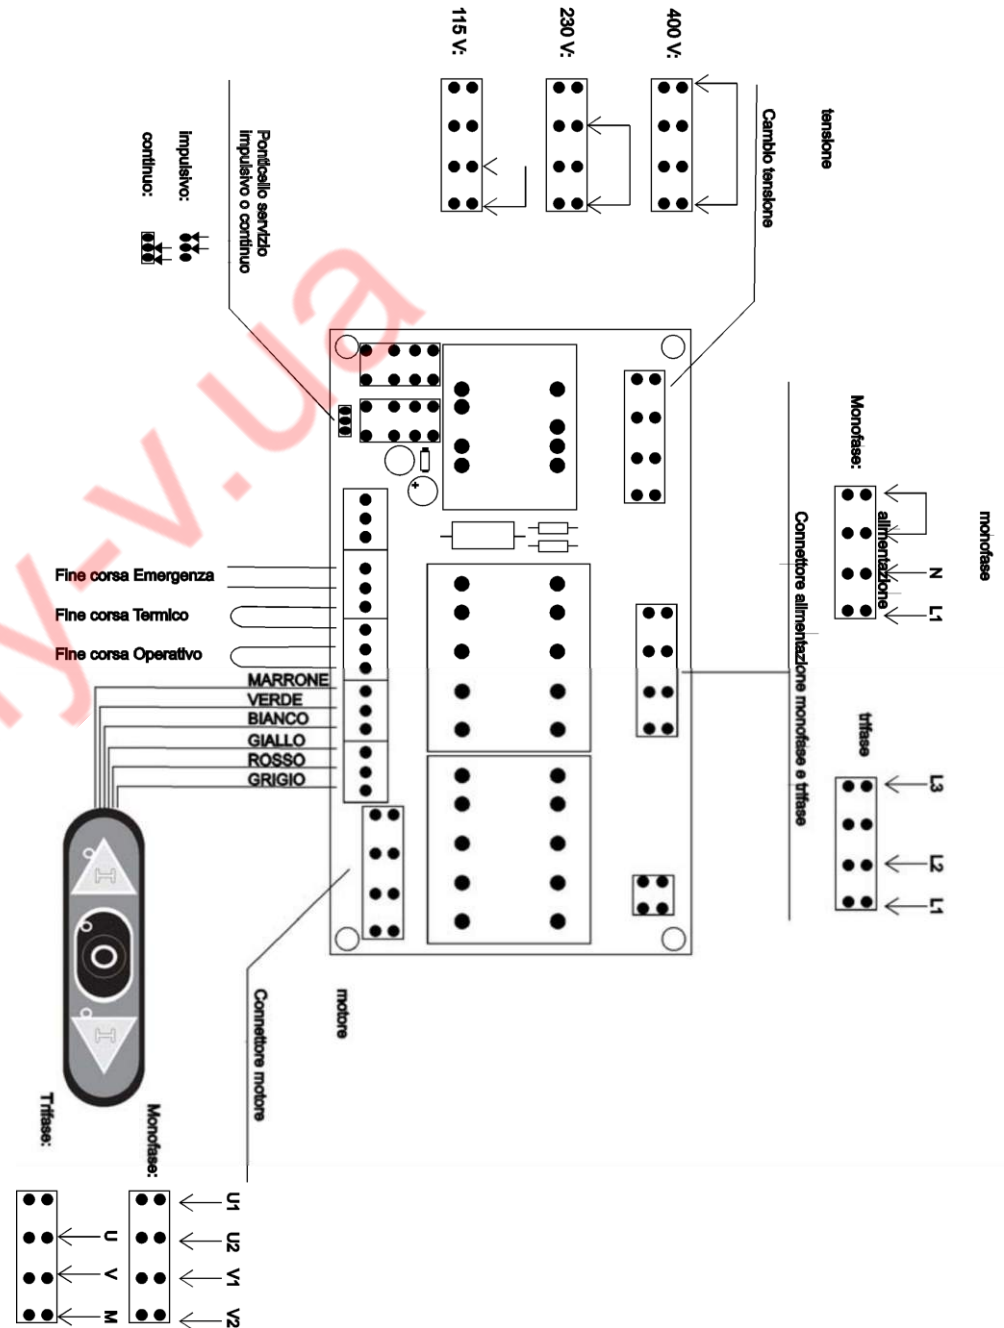 115 V:
230 V:
400 V:
tensione
Cambio tensione
Ponticello servizio
impulsivo o continuo
impulsivo:
continuo:
monofase
Monofase:
alimentazione
N
L1
Connettore alimentazione monofase e trifase
trifase
L3
L2
L1
Fine corsa Emergenza
Fine corsa Termico
Fine corsa Operativo
MARRONE
VERDE
BIANCO
GIALLO
ROSSO
GRIGIO
motore
Connettore motore
Monofase:
U1
U2
V1
V2
Trifase:
U
V
M
y-v.ua